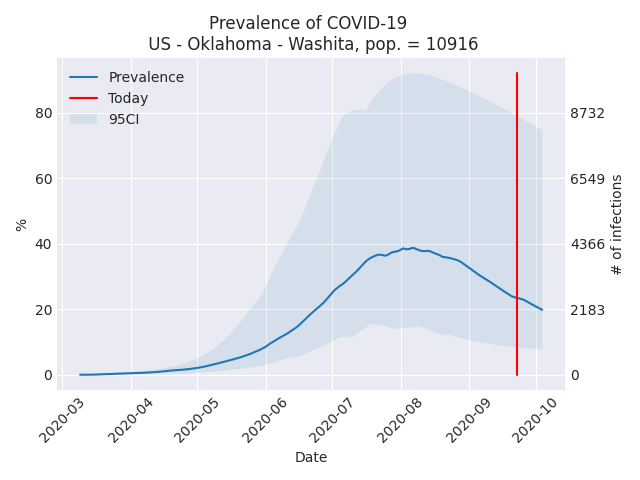 Prevalence of COVID-19
US - Oklahoma - Washita, pop. = 10916
Prevalence
Today
95CI
80
60
40
20
0
%
8732
6549
4366
2183
0
# of infections
2020-03
2020-04
2020-05
2020-06
2020-07
2020-08
2020-09
2020-10
Date